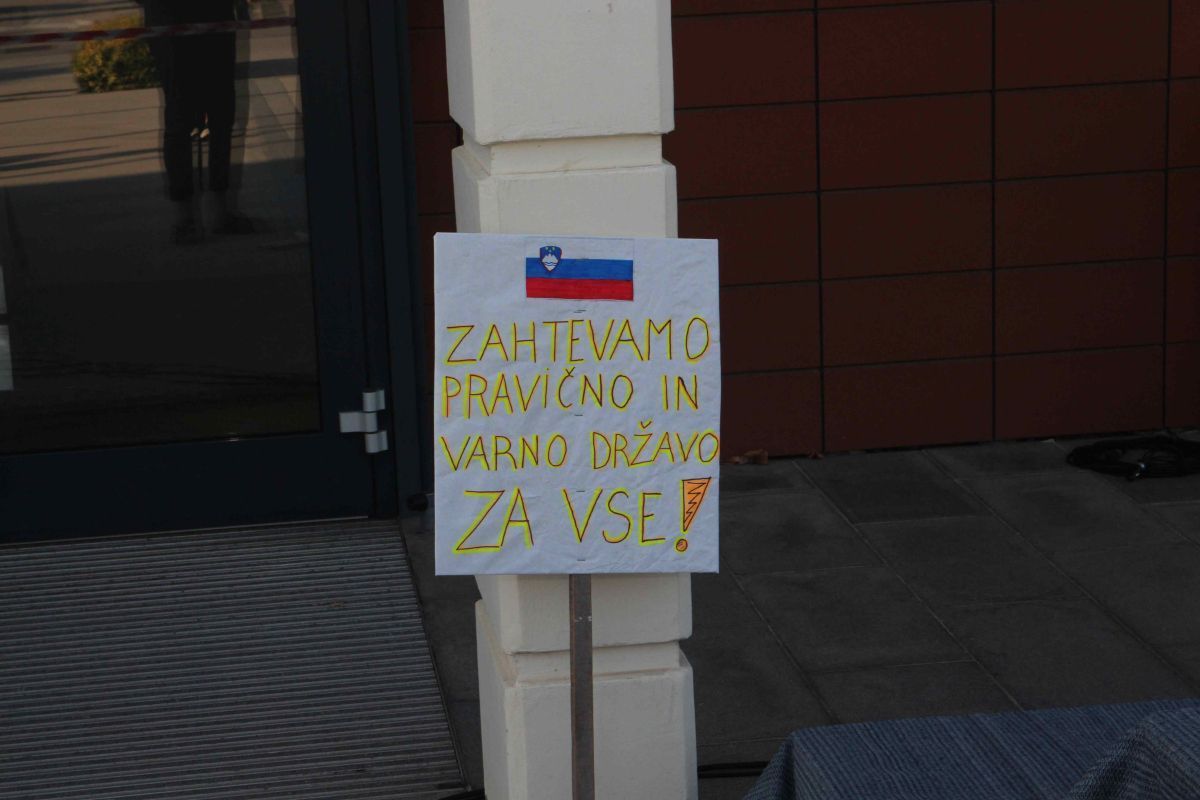 ZAHTEVAMO
PRAVIČNO IN
VARNO DRŽAVO
ZA VSE!